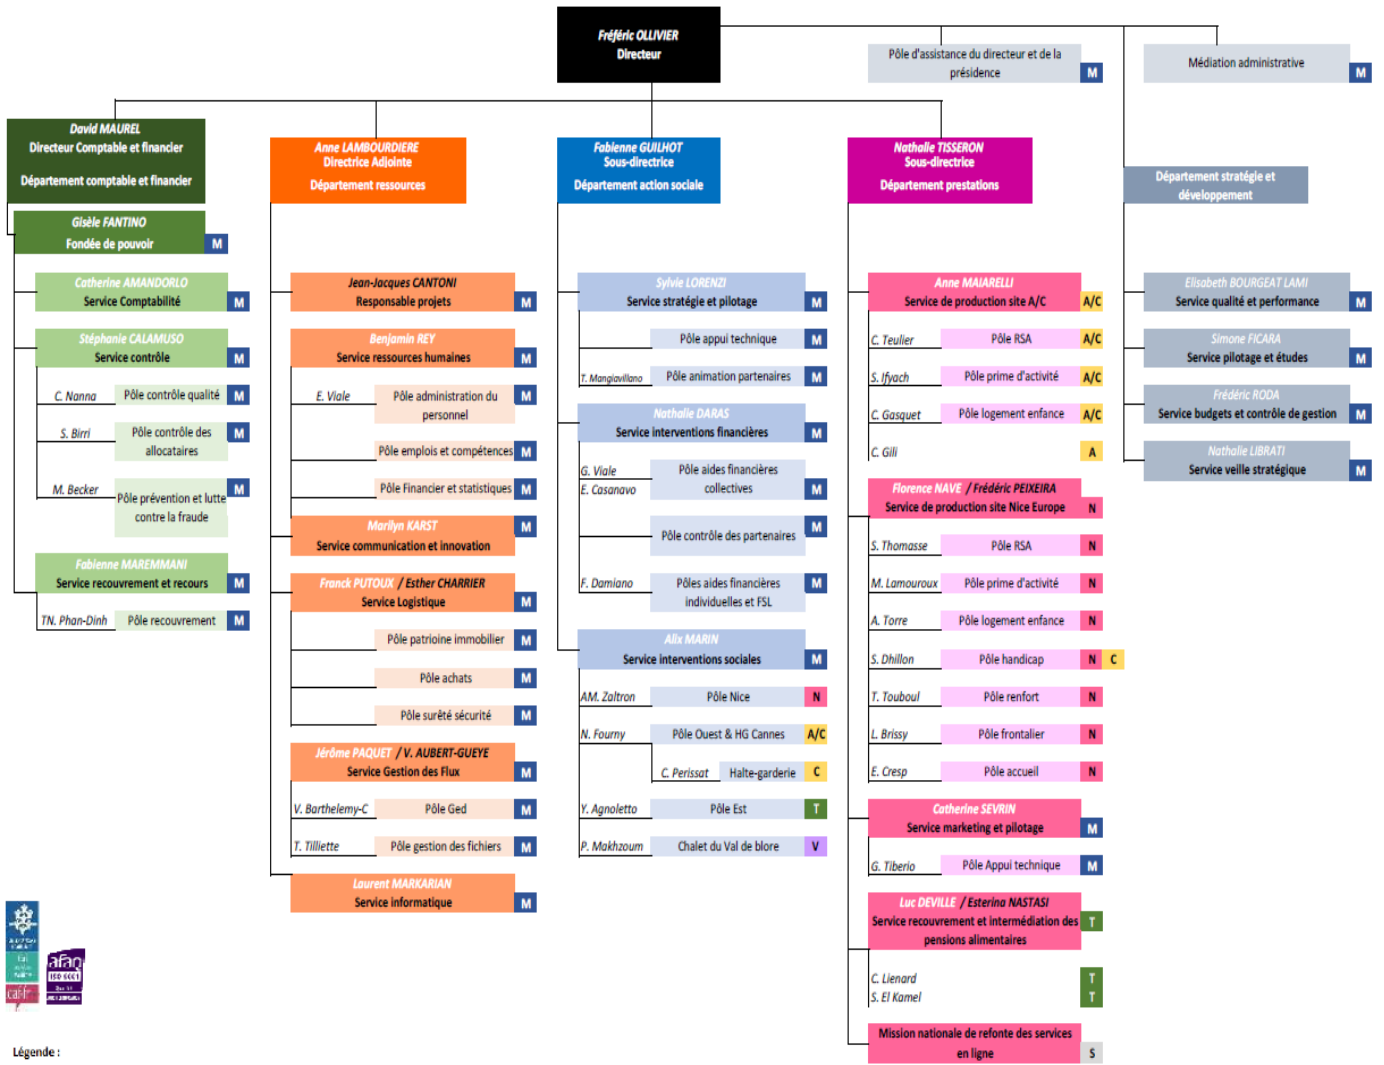 Fréféric OLLIVIER
Directeur
Pôle d'assistance du directeur et de la
présidence
M
Médiation administrative
M
David MAUREL
Directeur Comptable et financier
Département comptable et financier
Gisèle FANTINO
Fondée de pouvoir
M
Catherine AMANDORLO
Service Comptabilité
M
Stéphanie CALAMUSO
Service contrôle
M
C. Nanna
Pôle contrôle qualité
M
S. Birri
Pôle contrôle des
allocataires
M
M. Becker
Pôle prévention et lutte
contre la fraude
M
Fabienne MAREMMANI
Service recouvrement et recours
M
TN. Phan-Dinh
Pôle recouvrement
M
Anne LAMBOURDIERE
Directrice Adjointe
Département ressources
Jean-Jacques CANTONI
Responsable projets
M
Benjamin REY
Service ressources humaines
M
E. Viale
Pôle administration du
personnel
M
Pôle emplois et compétences
M
Pôle Financier et statistiques
M
Marilyn KARST
Service communication et innovation
M
Franck PUTOUX / Esther CHARRIER
Service Logistique
M
Pôle patrioine immobilier
M
Pôle achats
M
Pôle surêté sécurité
M
Jérôme PAQUET / V. AUBERT-GUEYE
Service Gestion des Flux
M
V. Barthelemy-C
Pôle Ged
M
T. Tilliette
Pôle gestion des fichiers
M
Laurent MARKARIAN
Service informatique
M
Fabienne GUILHOT
Sous-directrice
Département action sociale
Sylvie LORENZI
Service stratégie et pilotage
M
Pôle appui technique
M
T. Mangiavillano
Pôle animation partenaires
M
Nathalie DARAS
Service interventions financières
M
G. Viale
E. Casanavo
Pôle aides financières
collectives
M
Pôle contrôle des partenaires
M
F. Damiano
Pôles aides financières
individuelles et FSL
M
Alix MARIN
Service interventions sociales
M
AM. Zaltron
Pôle Nice
N
N. Fourny
Pôle Ouest & HG Cannes
A/C
C. Perissat
Halte-garderie
C
Y. Agnoletto
Pôle Est
T
P. Makhzoum
Chalet du Val de blore
V
Nathalie TISSERON
Sous-directrice
Département prestations
Anne MAIARELLI
Service de production site A/C
A/C
C. Teulier
Pôle RSA
A/C
S. Ifyach
Pôle prime d'activité
A/C
C. Gasquet
Pôle logement enfance
A/C
C. Gili
A
Florence NAVE / Frédéric PEIXEIRA
Service de production site Nice Europe
N
S. Thomasse
Pôle RSA
N
M. Lamouroux
Pôle prime d'activité
N
A. Torre
Pôle logement enfance
N
S. Dhillon
Pôle handicap
N
C
T. Touboul
Pôle renfort
N
L. Brissy
Pôle frontalier
N
E. Cresp
Pôle accueil
N
Catherine SEVRIN
Service marketing et pilotage
M
G. Tiberio
Pôle Appui technique
M
Luc DEVILLE / Esterina NASTASI
Service recouvrement et intermédiation des
pensions alimentaires
T
C. Lienard
T
S. El Kamel
T
Mission nationale de refonte des services
en ligne
S
Département stratégie et
développement
Elisabeth BOURGEAT LAMI
Service qualité et performance
M
Simone FICARA
Service pilotage et études
M
Frédéric RODA
Service budgets et contrôle de gestion
M
Nathalie LIBRATI
Service veille stratégique
M
caf.fr
afaq
ISO 9001
Légende :